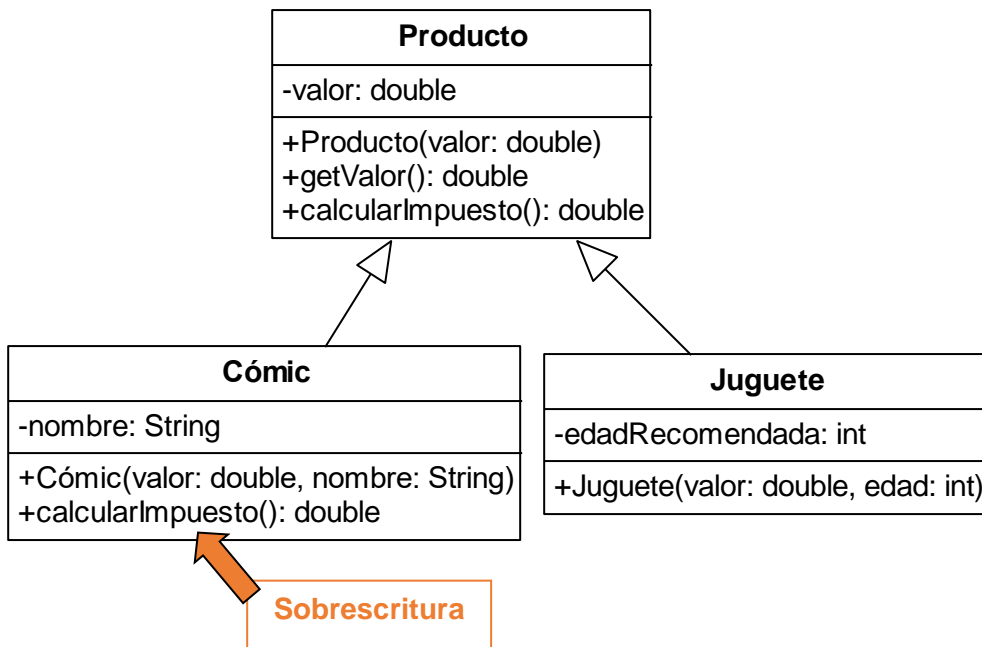 Producto
-valor: double
+Producto(valor: double)
+getValor(): double
+calcularImpuesto(): double
Cómic
-nombre: String
+Cómic(valor: double, nombre: String)
+calcularImpuesto(): double
Juguete
-edadRecomendada: int
+Juguete(valor: double, edad: int)
Sobrescritura